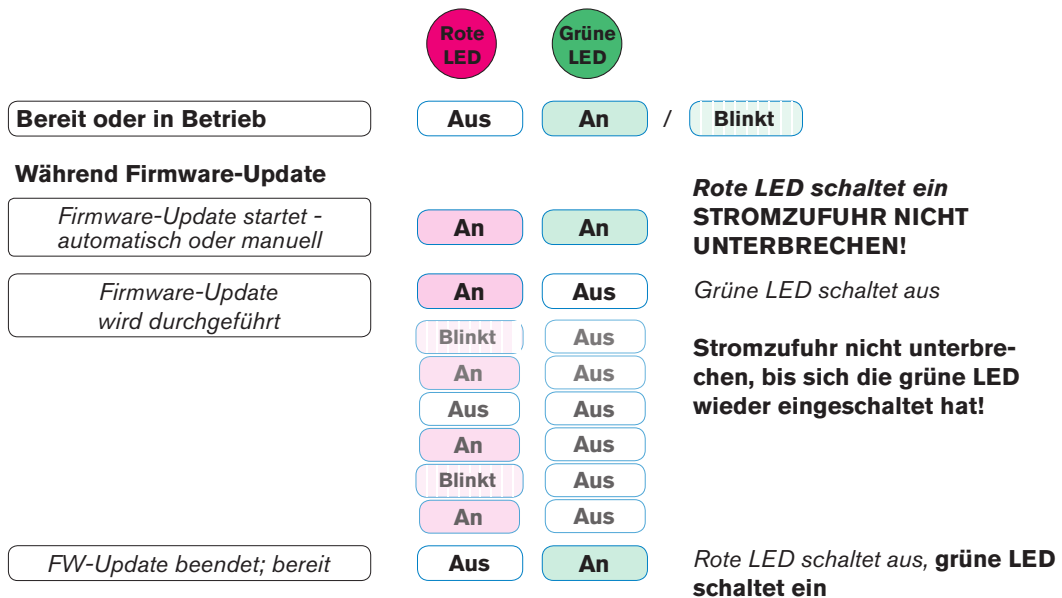 Rote LED Grüne LED
Bereit oder in Betrieb Aus An / Blinkt
Während Firmware-Update
Firmware-Update startet -
automatisch oder manuell
An An
Rote LED schaltet ein
STROMZUFUHR NICHT
UNTERBRECHEN!
Firmware-Update
wird durchgeführt
An Aus Grüne LED schaltet aus
Blinkt Aus
An Aus
Aus Aus
An Aus
Blinkt Aus
An Aus
Stromzufuhr nicht unterbre-
chen, bis sich die grüne LED
wieder eingeschaltet hat!
FW-Update beendet; bereit Aus An
Rote LED schaltet aus, grüne LED
schaltet ein